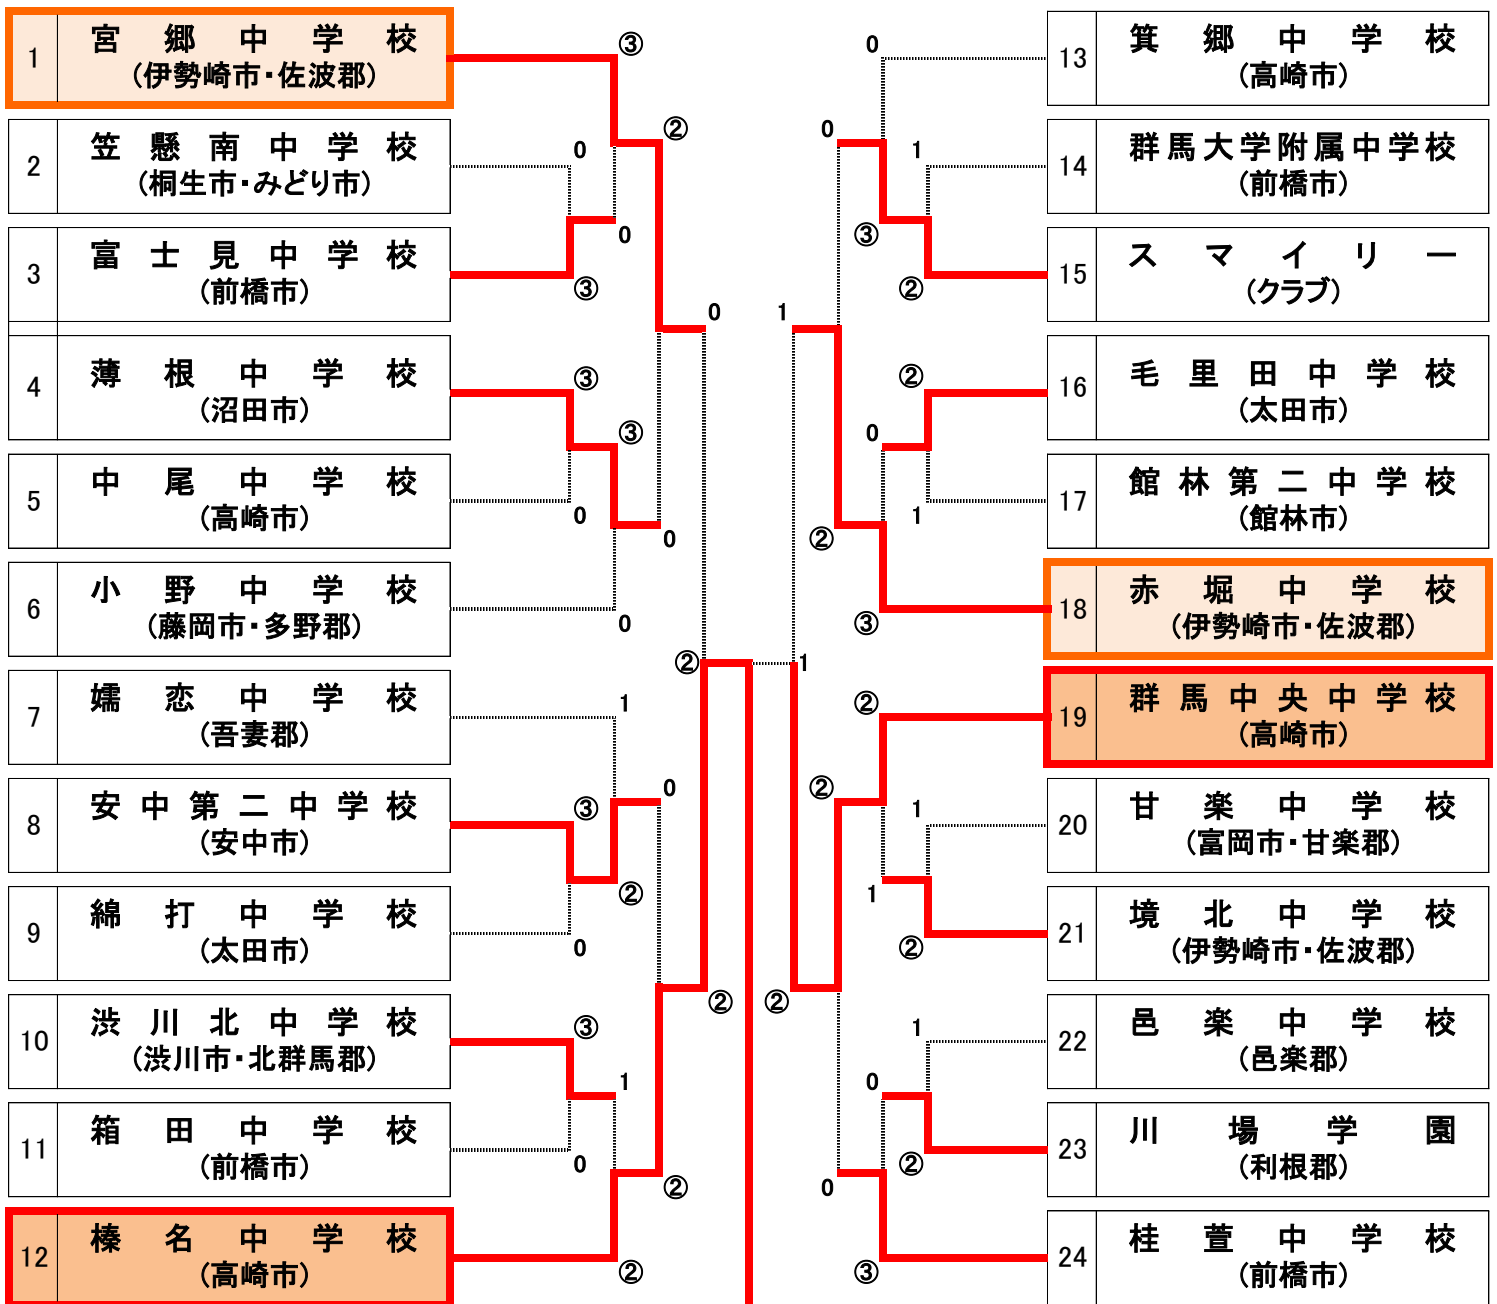 1
宮郷中学校
(伊勢崎市・佐波郡)
2
笠懸南中学校
(桐生市・みどり市)
3
富士見中学校
(前橋市)
4
薄根中学校
(沼田市)
5
中尾中学校
(高崎市)
6
小野中学校
(藤岡市・多野郡)
7
嬬恋中学校
(吾妻郡)
8
安中第二中学校
(安中市)
9
綿打中学校
(太田市)
10
渋川北中学校
(渋川市・北群馬郡)
11
箱田中学校
(前橋市)
12
榛名中学校
(高崎市)
③
②
0
0
③
0
③
③
0
0
0
②
1
0
③
②
0
②
③
1
0
②
②
0
1
0
1
③
②
②
0
1
②
③
1
②
②
1
1
②
②
1
0
②
0
③
13
箕郷中学校
(高崎市)
14
群馬大学附属中学校
(前橋市)
15
スマイリー
(クラブ)
16
毛里田中学校
(太田市)
17
館林第二中学校
(館林市)
18
赤堀中学校
(伊勢崎市・佐波郡)
19
群馬中央中学校
(高崎市)
20
甘楽中学校
(富岡市・甘楽郡)
21
境北中学校
(伊勢崎市・佐波郡)
22
邑楽中学校
(邑楽郡)
23
川場学園
(利根郡)
24
桂萱中学校
(前橋市)